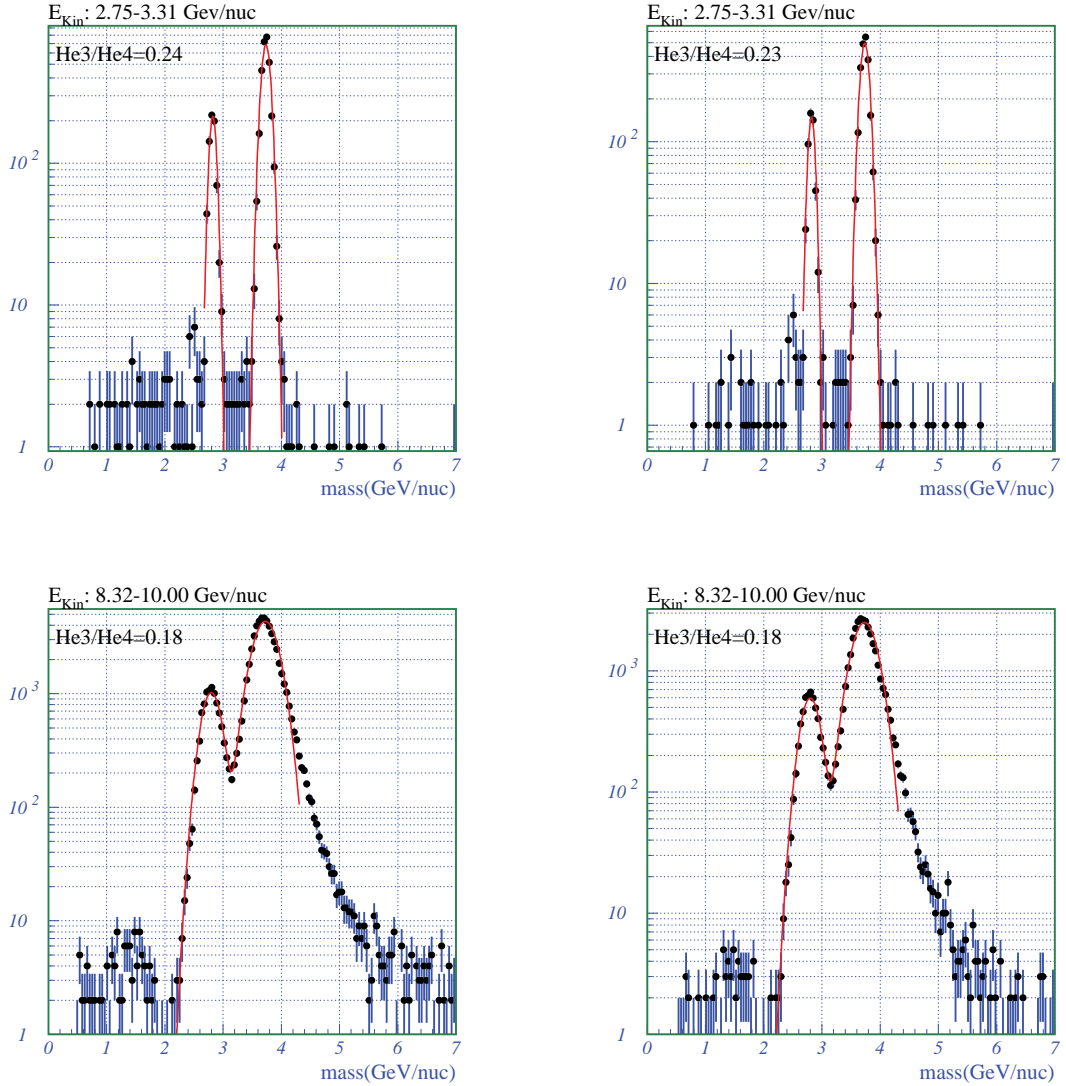 E_Kin: 2.75-3.31 Gev/nuc
He3/He4=0.24
10^2
10
1
0 1 2 3 4 5 6 7
mass(GeV/nuc)
E_Kin: 2.75-3.31 Gev/nuc
He3/He4=0.23
10^2
10
1
0 1 2 3 4 5 6 7
mass(GeV/nuc)
E_Kin: 8.32-10.00 Gev/nuc
He3/He4=0.18
10^3
10^2
10
1
0 1 2 3 4 5 6 7
mass(GeV/nuc)
E_Kin: 8.32-10.00 Gev/nuc
He3/He4=0.18
10^3
10^2
10
1
0 1 2 3 4 5 6 7
mass(GeV/nuc)